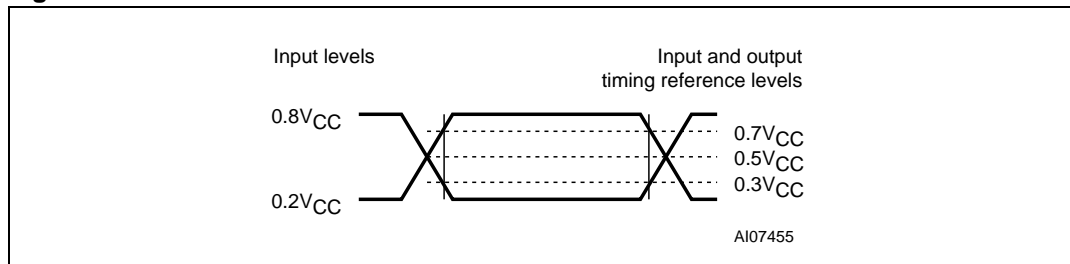 Input levels
Input and output
timing reference levels
0.8VCC
0.7VCC
0.5VCC
0.3VCC
0.2VCC
AI07455